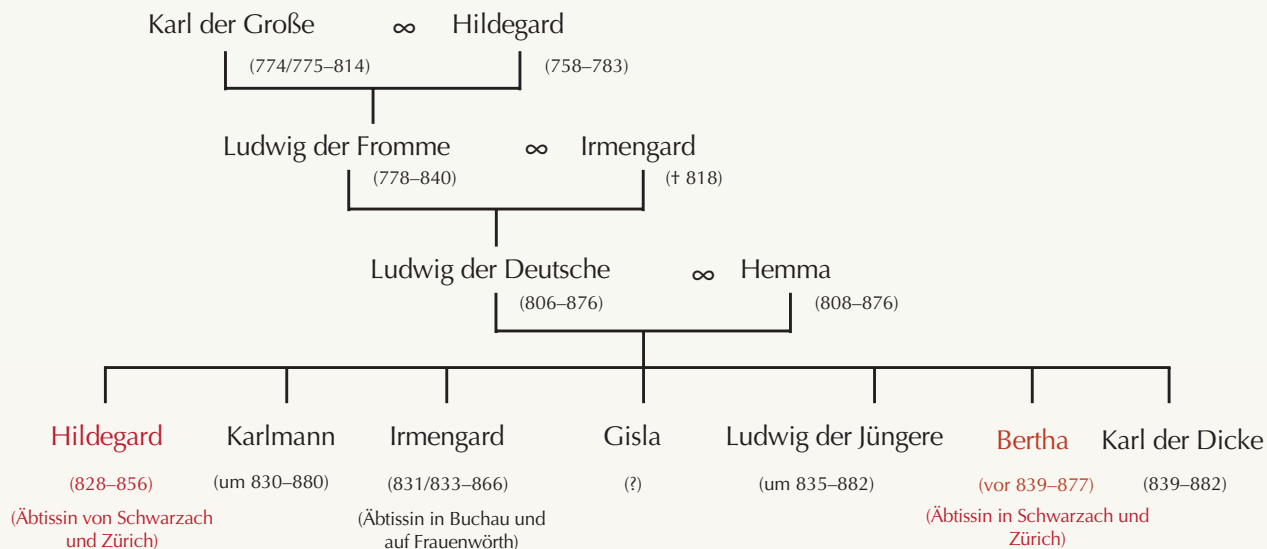 Karl der Große ∞ Hildegard
(774/775–814) (758–783)
Ludwig der Fromme ∞ Irmengard
(778–840) († 818)
Ludwig der Deutsche ∞ Hemma
(806–876) (808–876)
Hildegard Karlmann Irmengard Gisla Ludwig der Jüngere Bertha Karl der Dicke
(828–856) (um 830–880) (831/833–866) (?) (um 835–882) (vor 839–877) (839–882)
(Äbtissin von Schwarzach
und Zürich)
(Äbtissin in Buchau und
auf Frauenwörth)
(Äbtissin in Schwarzach und
Zürich)